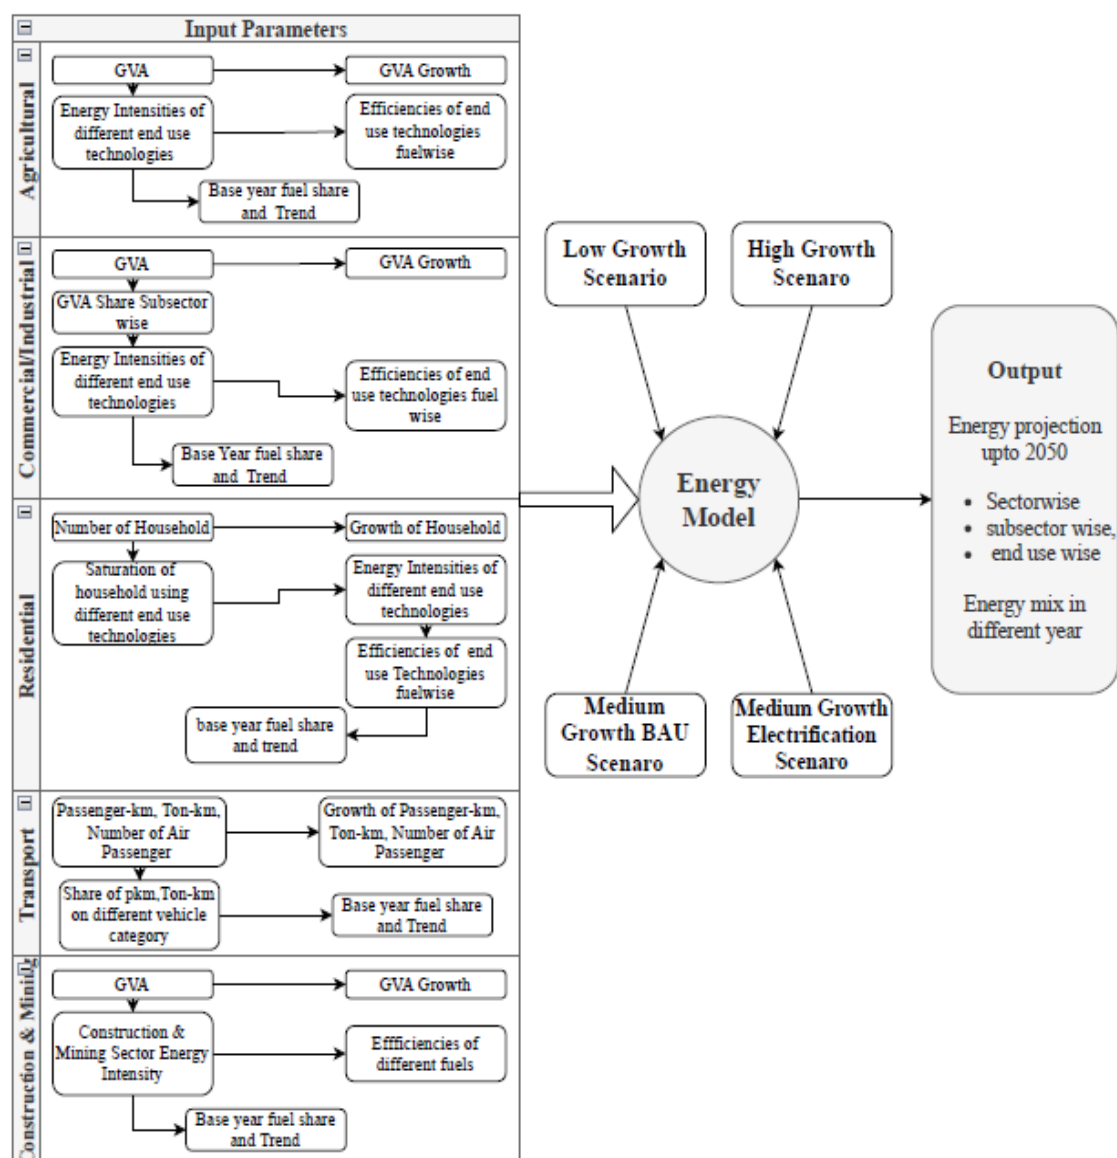 Input Parameters
Agricultural
GVA
GVA Growth
Energy Intensities of
different end use
technologies
Efficiencies of end
use technologies
fuelwise
Base year fuel share
and Trend
Commercial/Industrial
GVA
GVA Growth
GVA Share Subsector
wise
Energy Intensities of
different end use
technologies
Efficiencies of end
use technologies fuel
wise
Base Year fuel share
and Trend
Residential
Number of Household
Growth of Household
Saturation of
household using
different end use
technologies
Energy Intensities of
different end use
technologies
Efficiencies of end
use Technologies
fuelwise
base year fuel share
and trend
Transport
Passenger-km, Ton-km,
Number of Air
Passenger
Growth of Passenger-km,
Ton-km, Number of Air
Passenger
Share of pkm,Ton-km
on different vehicle
category
Base year fuel share
and Trend
Construction & Mining
GVA
GVA Growth
Construction &
Mining Sector Energy
Intensity
Effficiencies of
different fuels
Base year fuel share
and Trend
Low Growth
Scenario
High Growth
Scenaro
Energy
Model
Medium
Growth BAU
Scenaro
Medium Growth
Electrification
Scenaro
Output
Energy projection
upto 2050
• Sectorwise
• subsector wise,
• end use wise
Energy mix in
different year